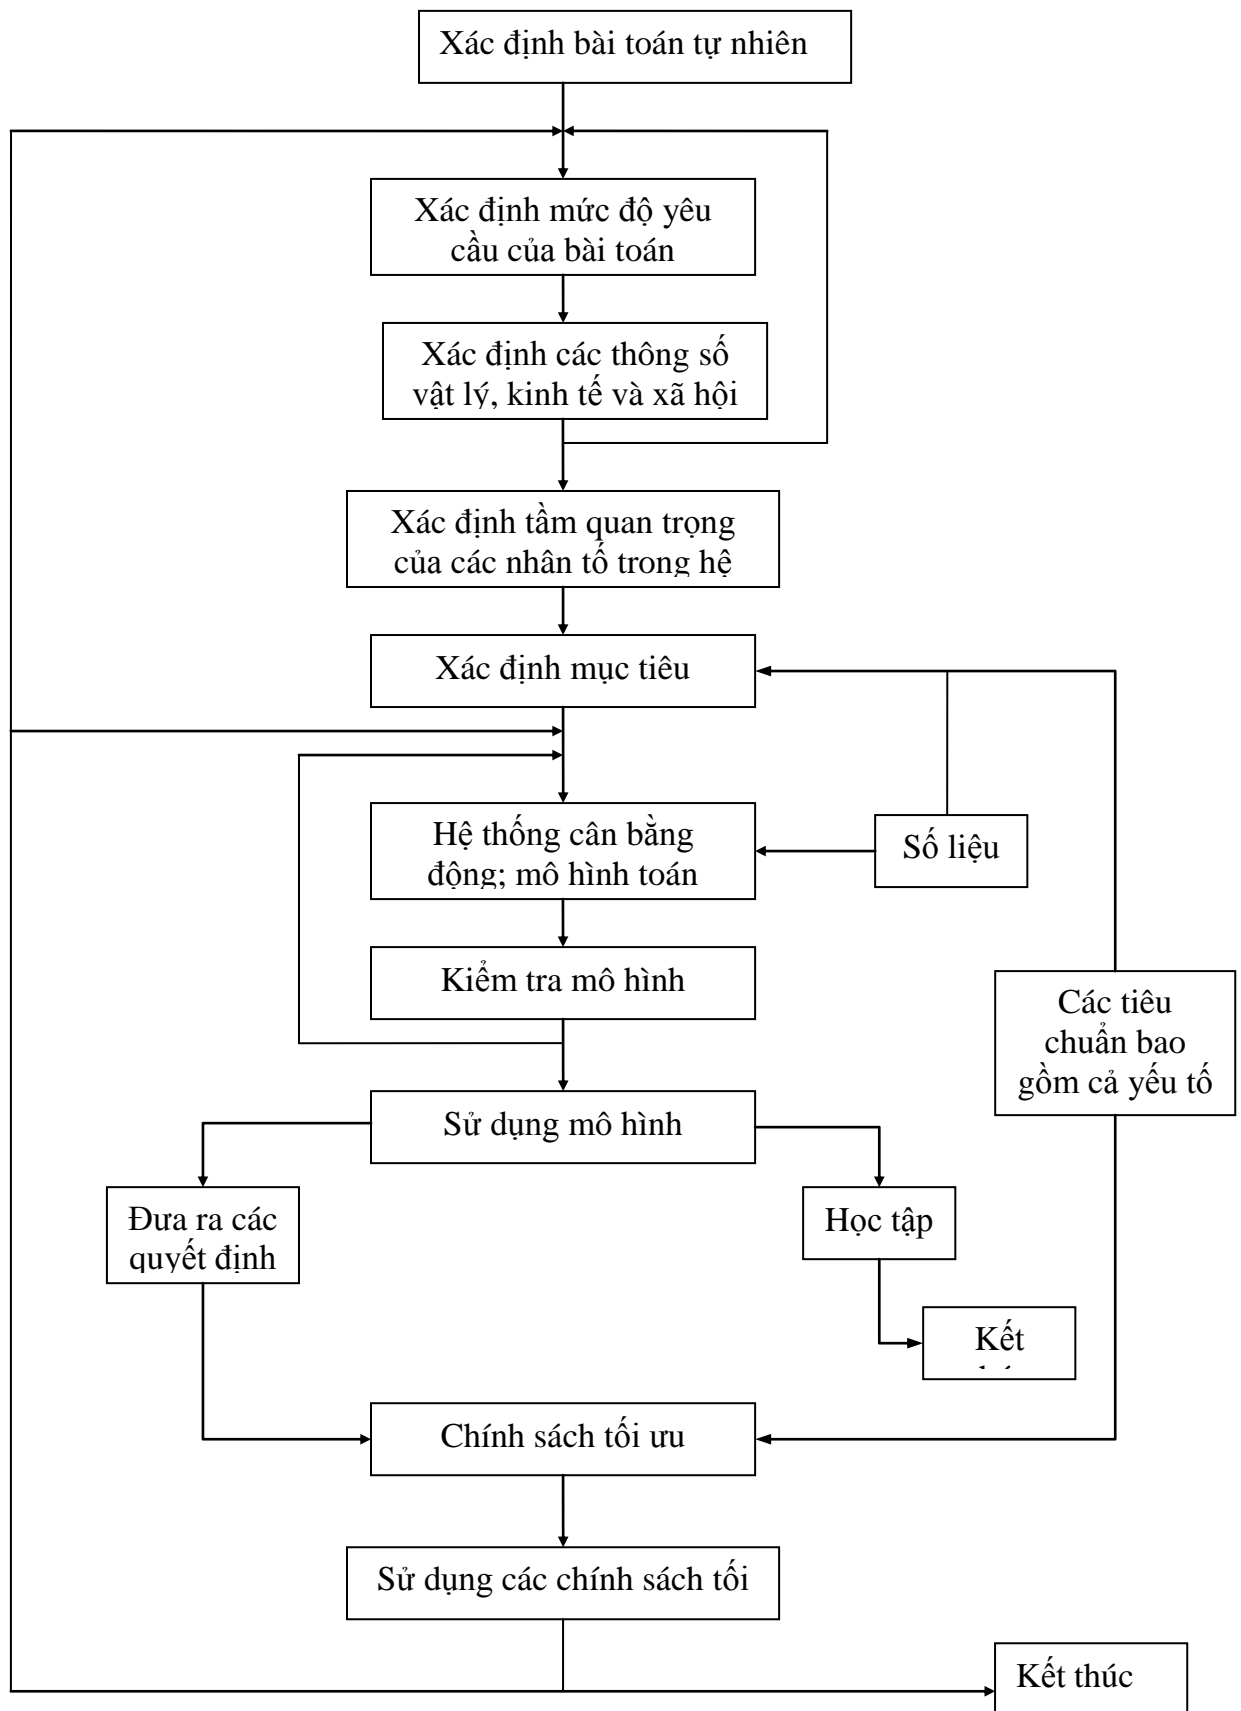 Xác định bài toán tự nhiên
Xác định mức độ yêu
cầu của bài toán
Xác định các thông số
vật lý, kinh tế và xã hội
Xác định tầm quan trọng
của các nhân tố trong hệ
Xác định mục tiêu
Hệ thống cân bằng
động; mô hình toán
Số liệu
Kiểm tra mô hình
Các tiêu
chuẩn bao
gồm cả yếu tố
Sử dụng mô hình
Đưa ra các
quyết định
Học tập
Kết
Chính sách tối ưu
Sử dụng các chính sách tối
Kết thúc